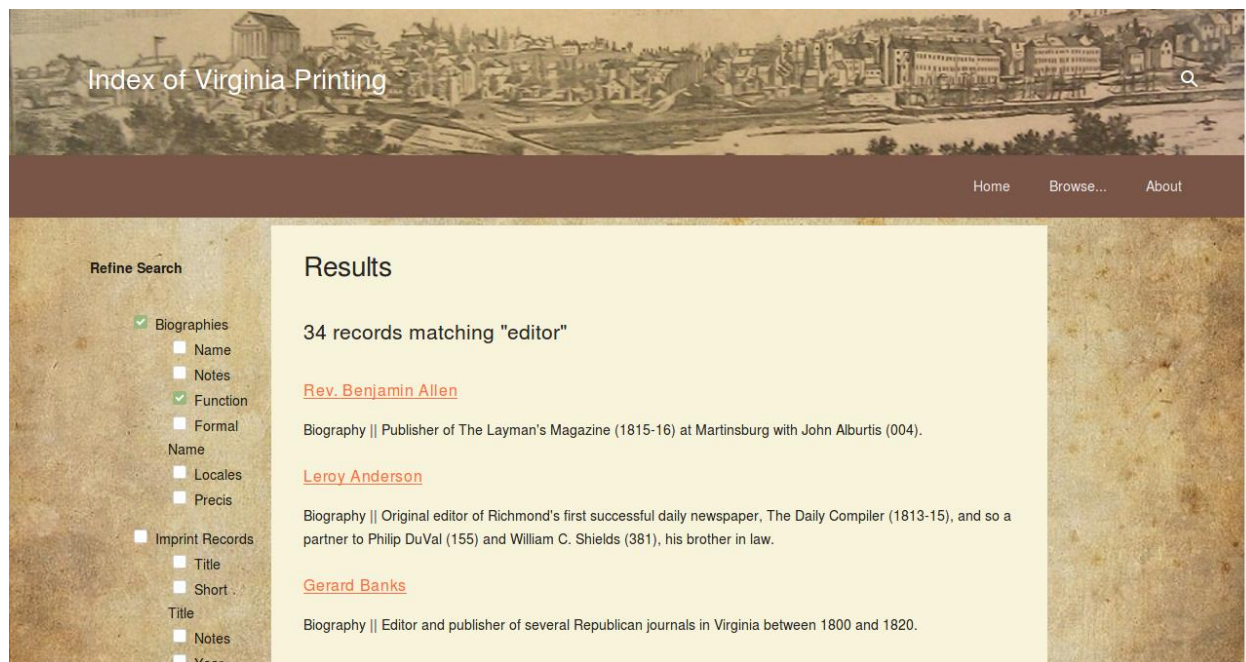 Index of Virginia Printing
Home Browse... About
Refine Search
Biographies
Name
Notes
Function
Formal
Name
Locales
Precis
Imprint Records
Title
Short
Title
Notes
Year
Results
34 records matching "editor"
Rev. Benjamin Allen
Biography || Publisher of The Layman's Magazine (1815-16) at Martinsburg with John Alburtis (004).
Leroy Anderson
Biography || Original editor of Richmond's first successful daily newspaper, The Daily Compiler (1813-15), and so a
partner to Philip DuVal (155) and William C. Shields (381), his brother in law.
Gerard Banks
Biography || Editor and publisher of several Republican journals in Virginia between 1800 and 1820.